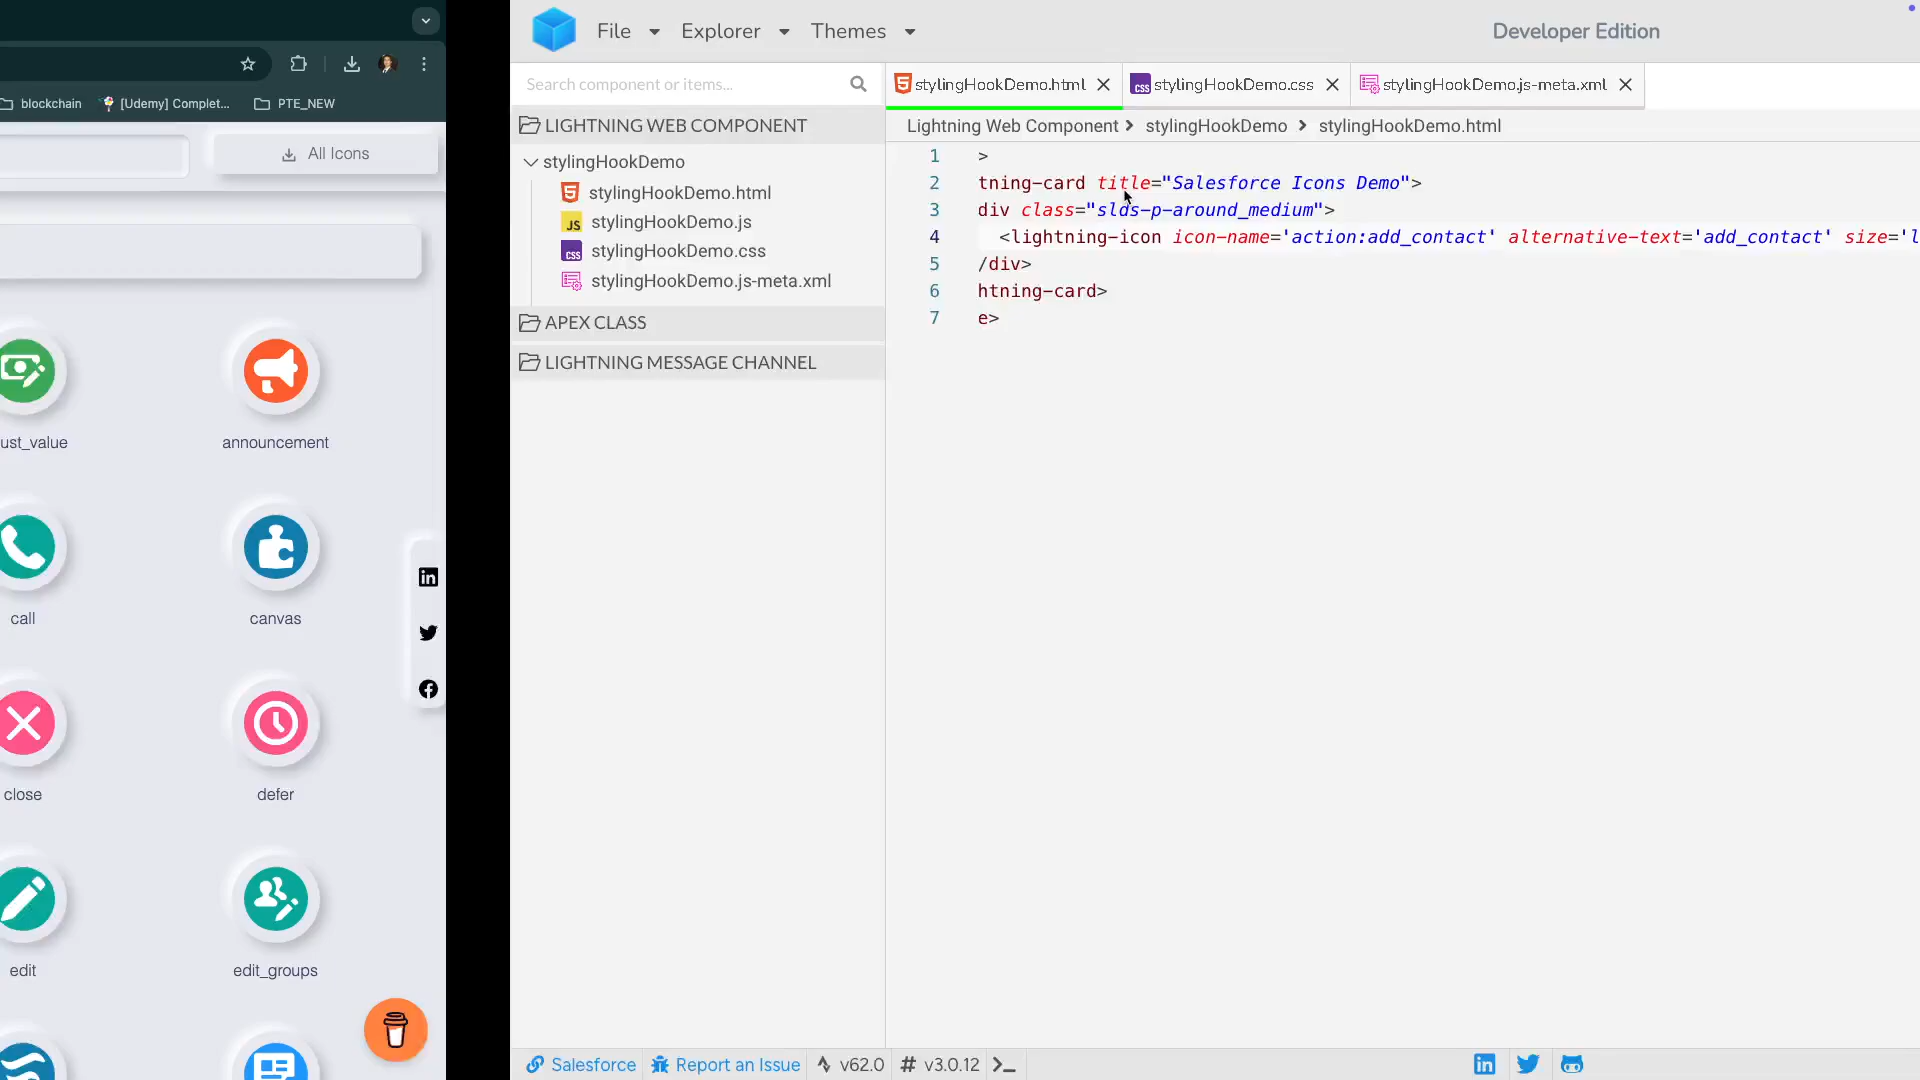 blockchain
[Udemy] Complet...
PTE_NEW
All Icons
ust_value
announcement
call
canvas
close
defer
edit
edit_groups
File
Explorer
Themes
Developer Edition
Search component or items...
LIGHTNING WEB COMPONENT
stylingHookDemo
stylingHookDemo.html
JS stylingHookDemo.js
CSS stylingHookDemo.css
stylingHookDemo.js-meta.xml
APEX CLASS
LIGHTNING MESSAGE CHANNEL
stylingHookDemo.html
CSS stylingHookDemo.css
stylingHookDemo.js-meta.xml
Lightning Web Component > stylingHookDemo > stylingHookDemo.html
1 >
2 tning-card title="Salesforce Icons Demo">
3 div class="slds-p-around_medium">
4 <lightning-icon icon-name='action:add_contact' alternative-text='add_contact' size='l
5 /div>
6 htning-card>
7 e>
Salesforce
Report an Issue
v62.0
# v3.0.12
>_